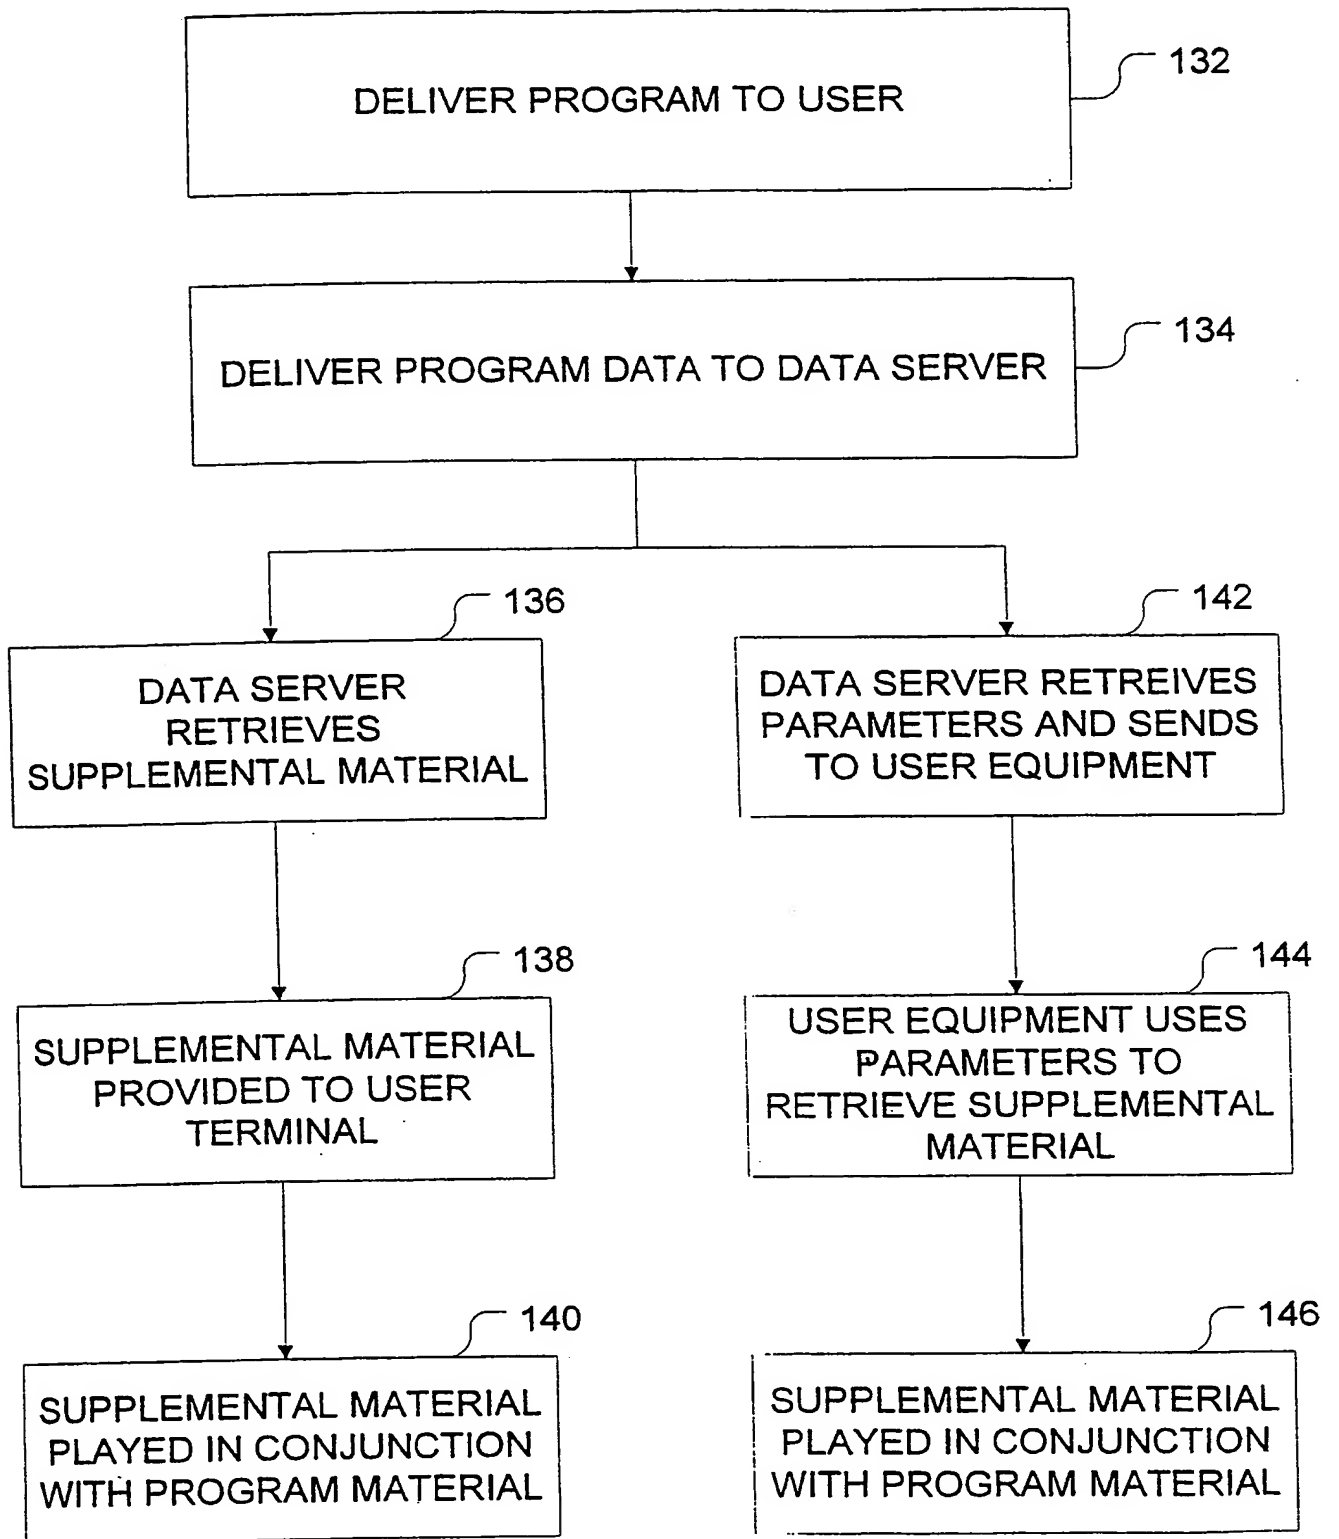 DELIVER PROGRAM TO USER
132
DELIVER PROGRAM DATA TO DATA SERVER
134
136
DATA SERVER
RETRIEVES
SUPPLEMENTAL MATERIAL
142
DATA SERVER RETREIVES
PARAMETERS AND SENDS
TO USER EQUIPMENT
138
SUPPLEMENTAL MATERIAL
PROVIDED TO USER
TERMINAL
144
USER EQUIPMENT USES
PARAMETERS TO
RETRIEVE SUPPLEMENTAL
MATERIAL
140
SUPPLEMENTAL MATERIAL
PLAYED IN CONJUNCTION
WITH PROGRAM MATERIAL
146
SUPPLEMENTAL MATERIAL
PLAYED IN CONJUNCTION
WITH PROGRAM MATERIAL